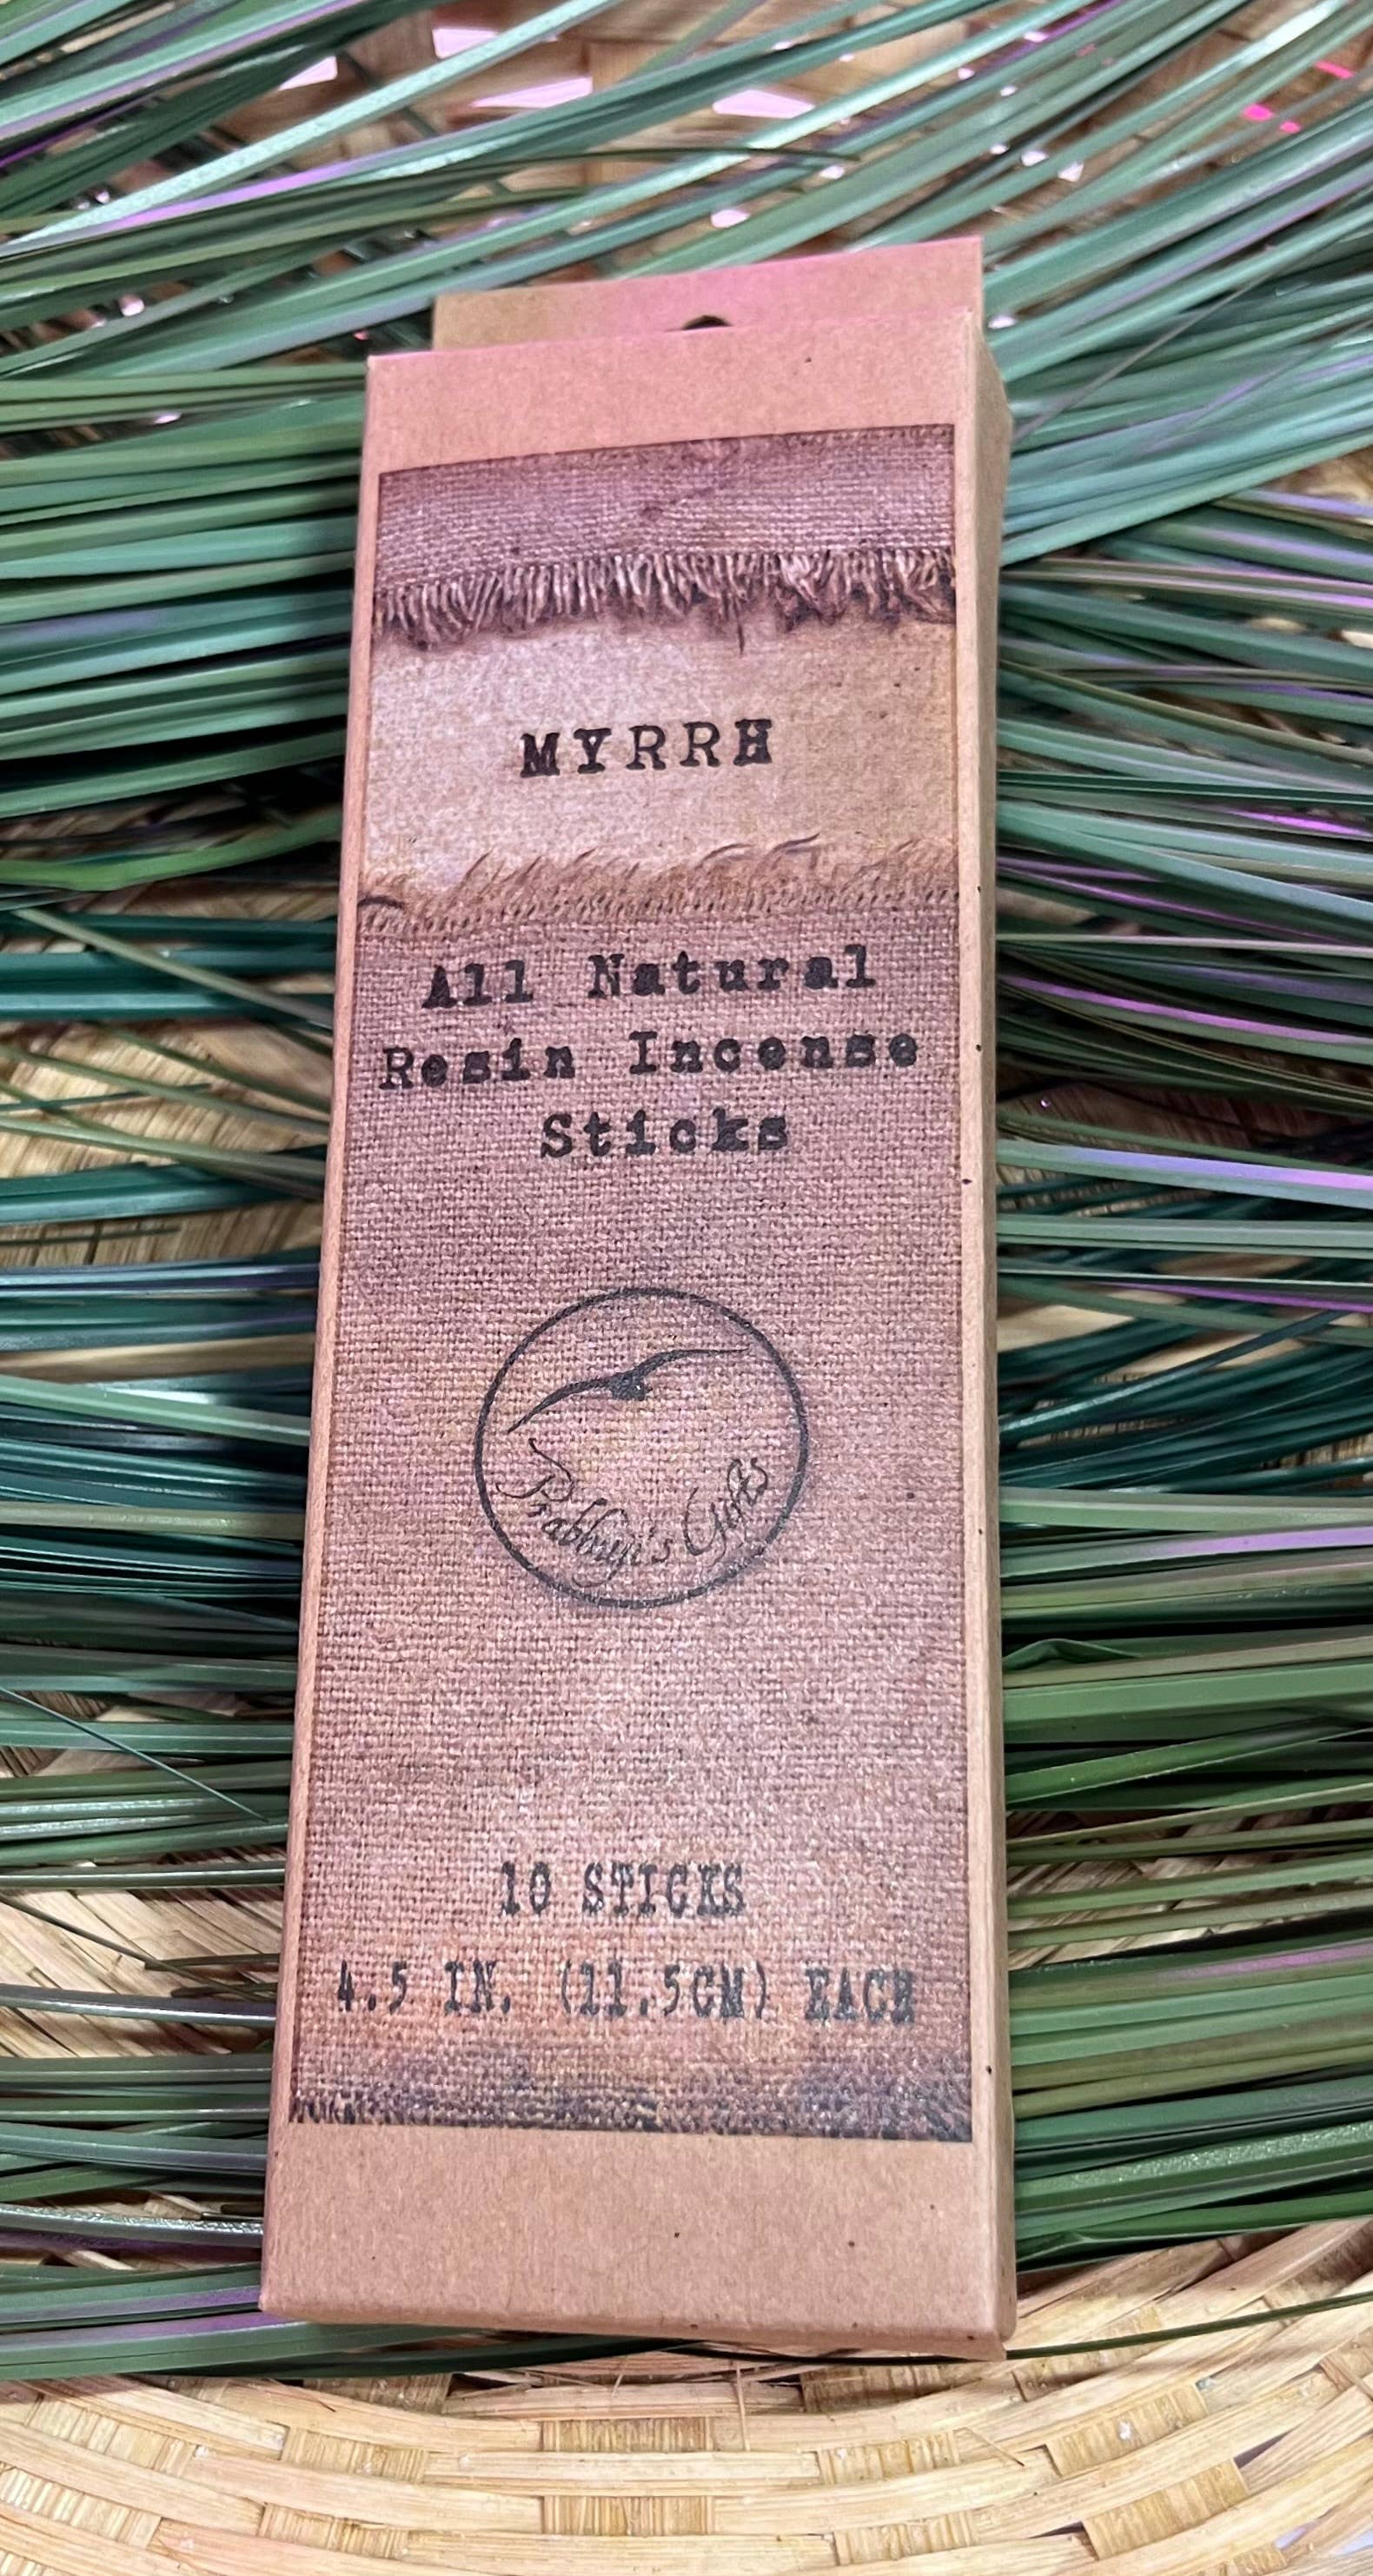 MYRRH
All Natural
Resin Incense
Sticks
Prabhuji's Gifts
10 STICKS
4.5 IN. (11.5CM) EACH